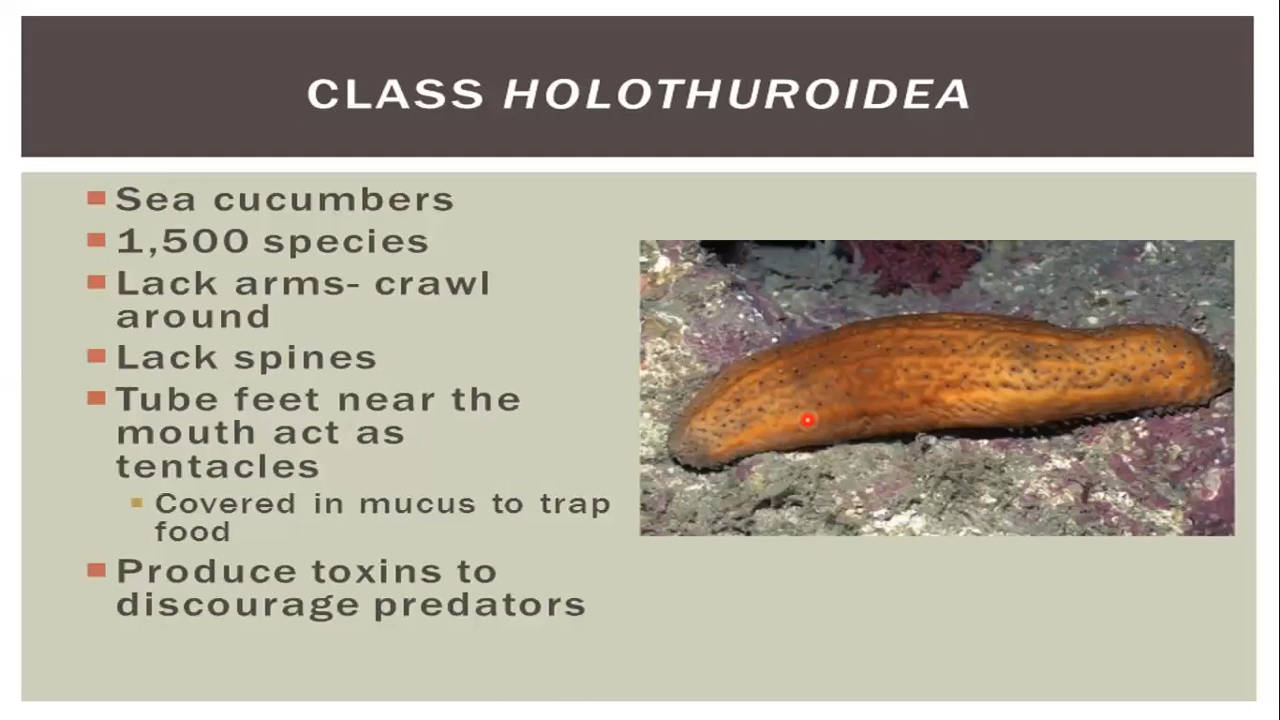 CLASS HOLOTHUROIDEA
Sea cucumbers
1,500 species
Lack arms- crawl
around
Lack spines
Tube feet near the
mouth act as
tentacles
Covered in mucus to trap
food
Produce toxins to
discourage predators